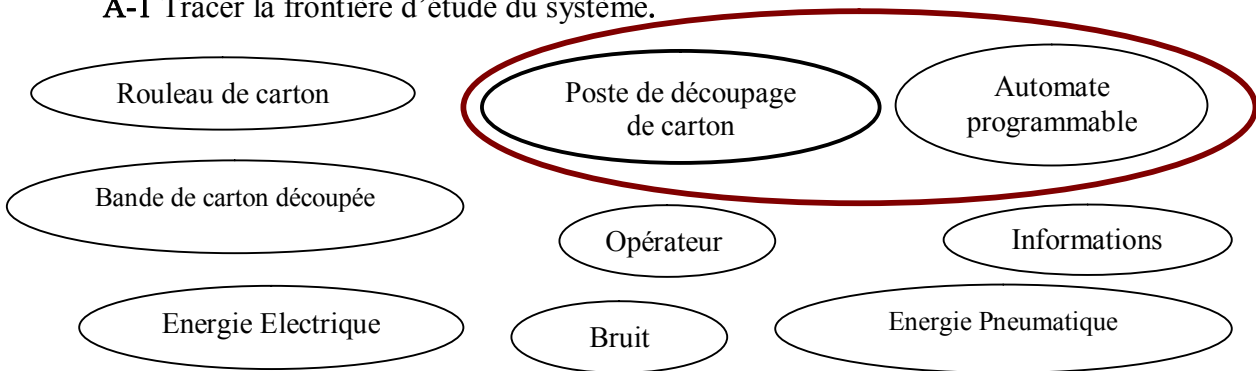 A-1 Tracer la frontière d'étude du système.
Rouleau de carton
Poste de découpage
de carton
Automate
programmable
Bande de carton découpée
Opérateur
Informations
Energie Electrique
Bruit
Energie Pneumatique